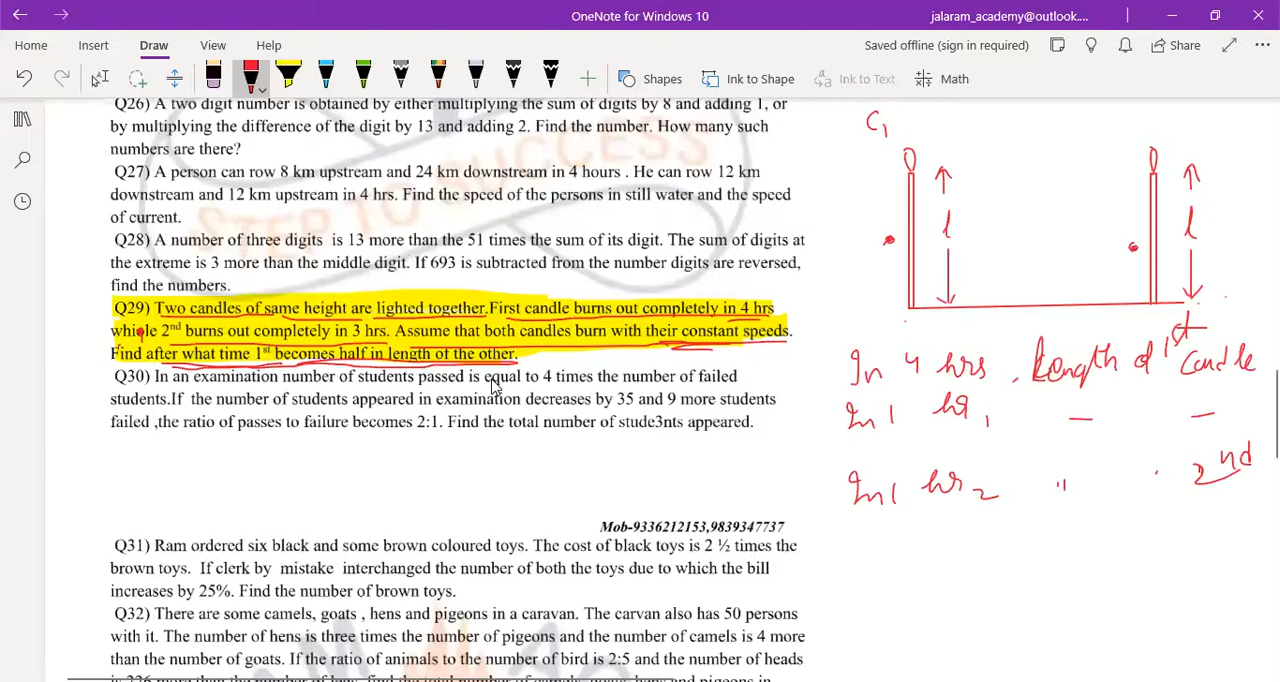 OneNote for Windows 10
jalaram_academy@outlook....
Home Insert Draw View Help
Saved offline (sign in required)
Share
Shapes
Ink to Shape
Ink to Text
Math
Q26) A two digit number is obtained by either multiplying the sum of digits by 8 and adding 1, or
by multiplying the difference of the digit by 13 and adding 2. Find the number. How many such
numbers are there?
Q27) A person can row 8 km upstream and 24 km downstream in 4 hours . He can row 12 km
downstream and 12 km upstream in 4 hrs. Find the speed of the persons in still water and the speed
of current.
Q28) A number of three digits is 13 more than the 51 times the sum of its digit. The sum of digits at
the extreme is 3 more than the middle digit. If 693 is subtracted from the number digits are reversed,
find the numbers.
Q29) Two candles of same height are lighted together.First candle burns out completely in 4 hrs
while 2nd burns out completely in 3 hrs. Assume that both candles burn with their constant speeds.
Find after what time 1st becomes half in length of the other.
Q30) In an examination number of students passed is equal to 4 times the number of failed
students.If the number of students appeared in examination decreases by 35 and 9 more students
failed ,the ratio of passes to failure becomes 2:1. Find the total number of stude3nts appeared.
Mob-9336212153,9839347737
Q31) Ram ordered six black and some brown coloured toys. The cost of black toys is 2 ½ times the
brown toys. If clerk by mistake interchanged the number of both the toys due to which the bill
increases by 25%. Find the number of brown toys.
Q32) There are some camels, goats , hens and pigeons in a caravan. The carvan also has 50 persons
with it. The number of hens is three times the number of pigeons and the number of camels is 4 more
than the number of goats. If the ratio of animals to the number of bird is 2:5 and the number of heads
STEP TO SUCCESS
C1
l l
In 4 hrs, Length of 1st Candle
In 1 hr, – –
In 1 hr2 " . 2nd